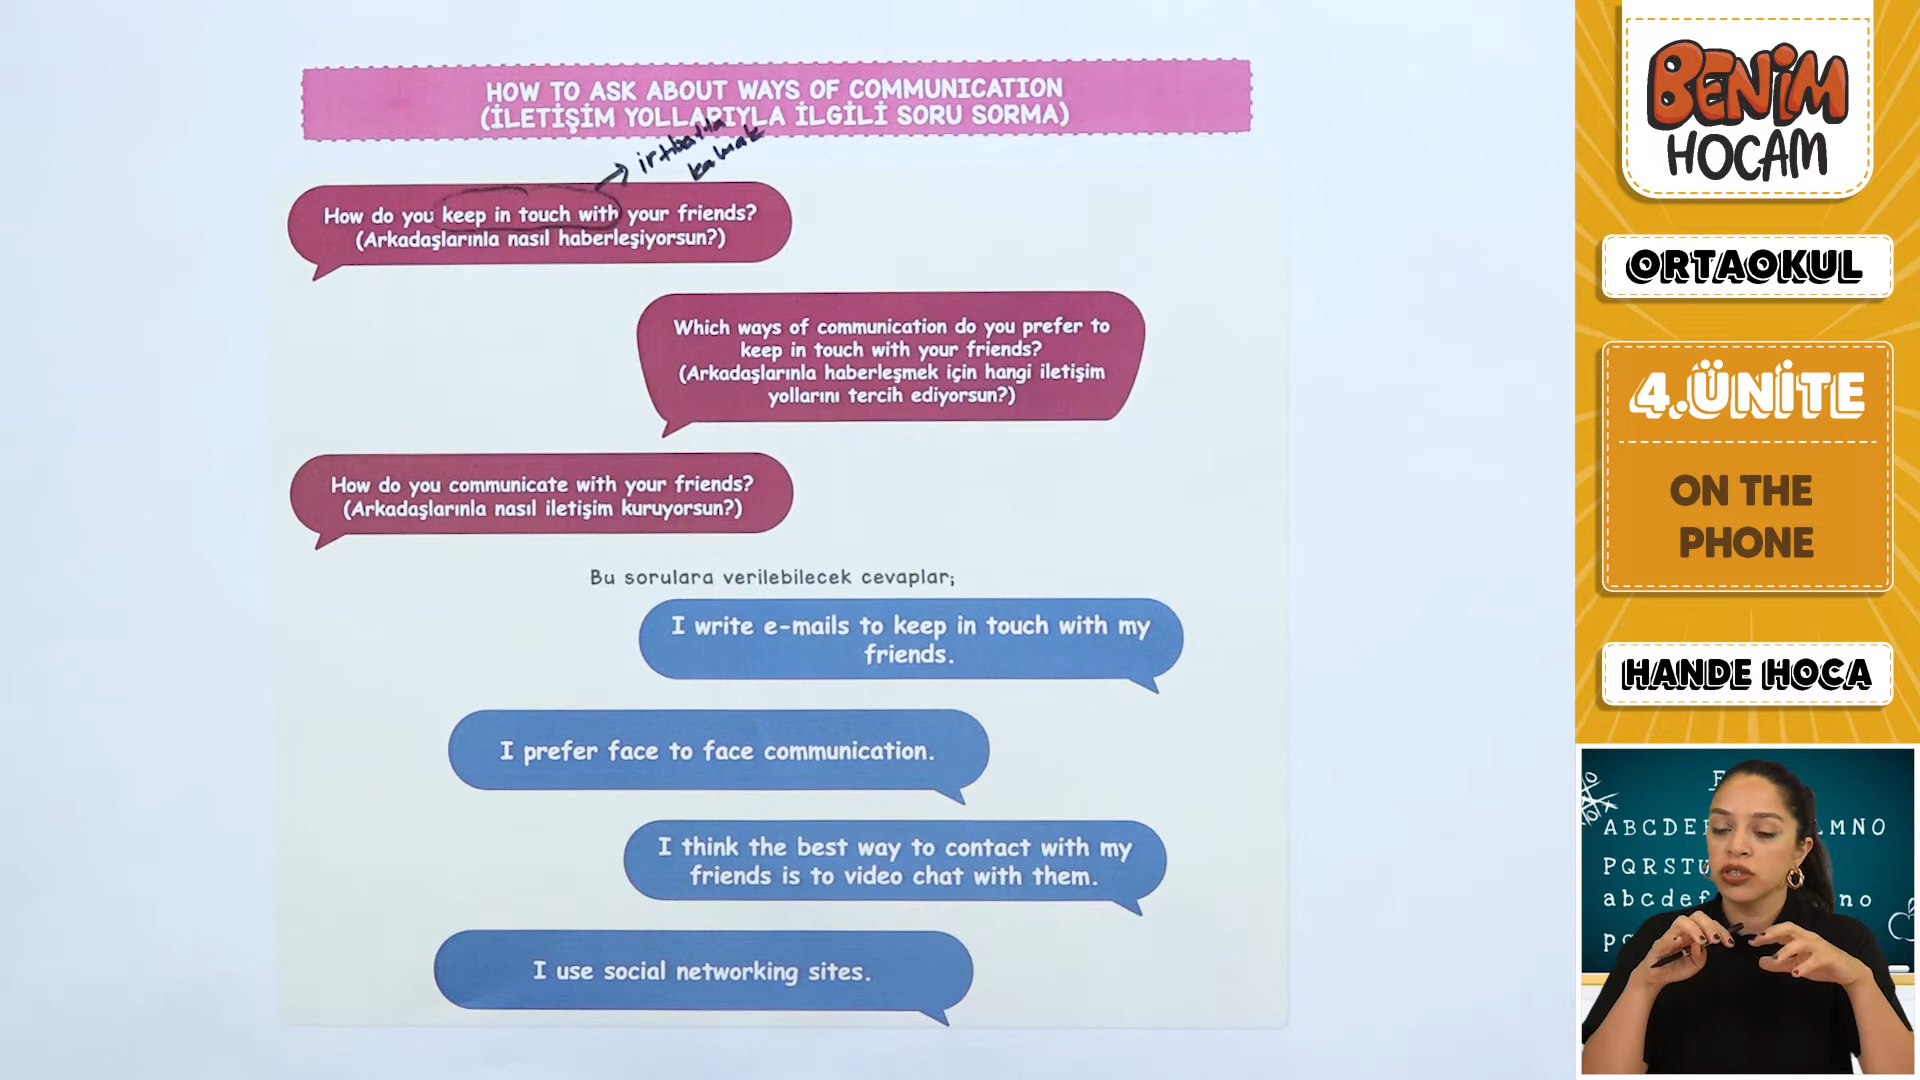 HOW TO ASK ABOUT WAYS OF COMMUNICATION
(İLETİŞİM YOLLARIYLA İLGİLİ SORU SORMA)
irtibatta
kalmak
How do you keep in touch with your friends?
(Arkadaşlarınla nasıl haberleşiyorsun?)
Which ways of communication do you prefer to
keep in touch with your friends?
(Arkadaşlarınla haberleşmek için hangi iletişim
yollarını tercih ediyorsun?)
How do you communicate with your friends?
(Arkadaşlarınla nasıl iletişim kuruyorsun?)
Bu sorulara verilebilecek cevaplar;
I write e-mails to keep in touch with my
friends.
I prefer face to face communication.
I think the best way to contact with my
friends is to video chat with them.
I use social networking sites.
BENİM
HOCAM
ORTAOKUL
4.ÜNİTE
ON THE
PHONE
HANDE HOCA
A B C D E F
L M N O
P Q R S T U
a b c d e f
n o